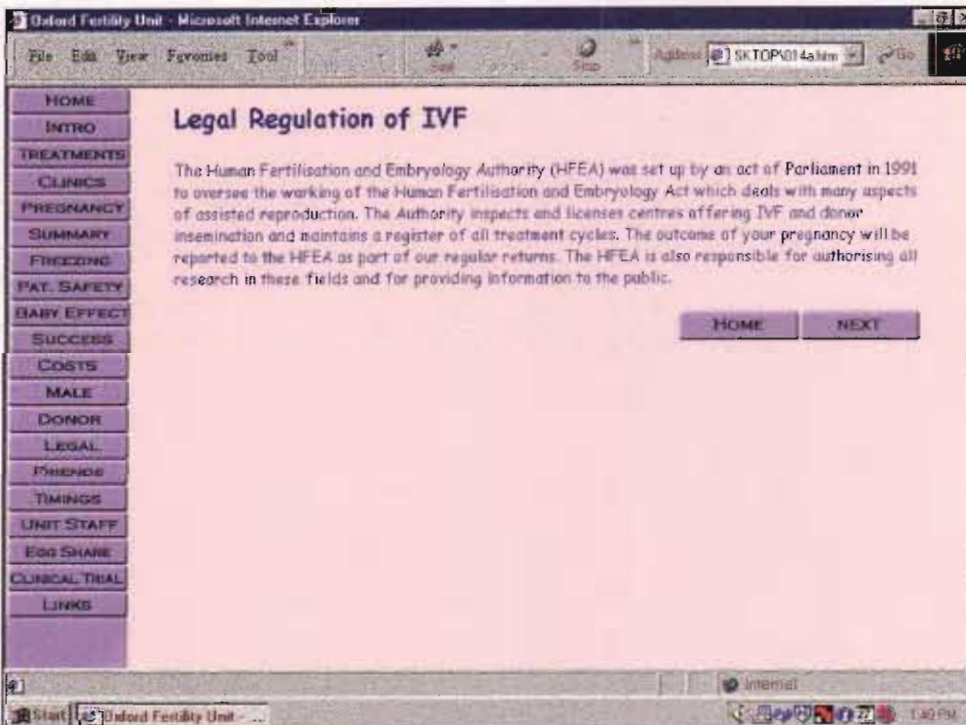 Oxford Fertility Unit - Microsoft Internet Explorer
File Edit View Favorites Tool
Stop
Address SKTOP\014a.htm Go
HOME
INTRO
TREATMENTS
CLINICS
PREGNANCY
SUMMARY
FREEZING
PAT. SAFETY
BABY EFFECT
SUCCESS
COSTS
MALE
DONOR
LEGAL
FRIENDS
TIMINGS
UNIT STAFF
EGG SHARE
CLINICAL TRIAL
LINKS
Legal Regulation of IVF
The Human Fertilisation and Embryology Authority (HFEA) was set up by an act of Parliament in 1991
to oversee the working of the Human Fertilisation and Embryology Act which deals with many aspects
of assisted reproduction. The Authority inspects and licenses centres offering IVF and donor
insemination and maintains a register of all treatment cycles. The outcome of your pregnancy will be
reported to the HFEA as part of our regular returns. The HFEA is also responsible for authorising all
research in these fields and for providing information to the public.
HOME NEXT
Internet
Start Oxford Fertility Unit - ... 1:49 PM